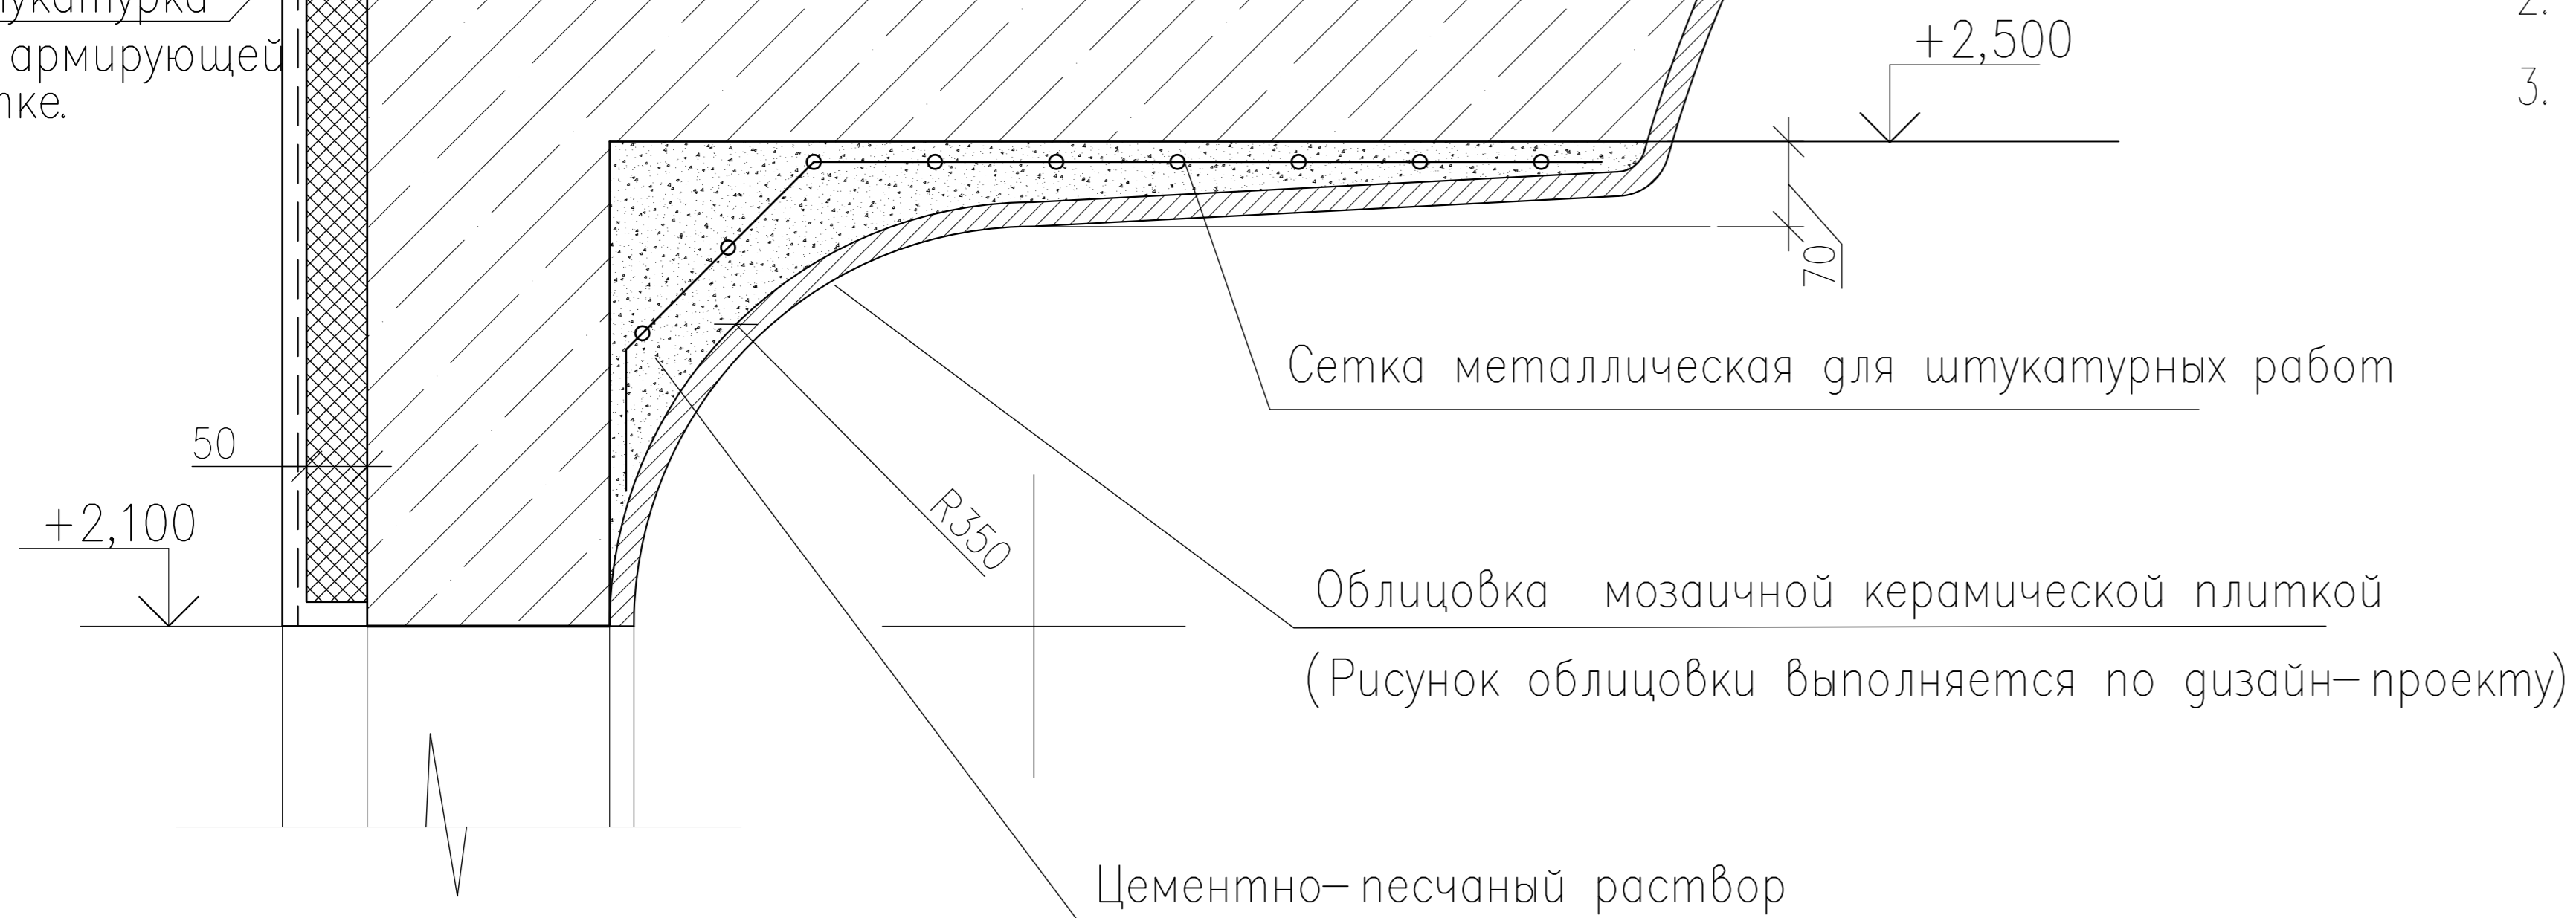 армирующей
+2,500
2.
3.
70
Сетка металлическая для штукатурных работ
50
+2,100
R350
Облицовка мозаичной керамической плиткой
(Рисунок облицовки выполняется по дизайн-проекту)
Цементно-песчаный раствор